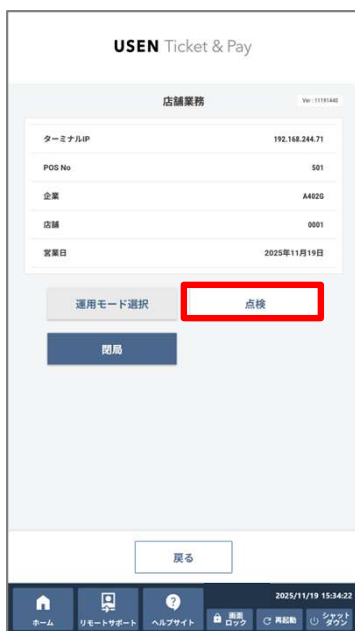 USEN Ticket & Pay
店舗業務
Ver : 11191440
ターミナルIP 192.168.244.71
POS No 501
企業 A402G
店舗 0001
営業日 2025年11月19日
運用モード選択 点検
閉局
戻る
2025/11/19 15:34:22
ホーム リモートサポート ヘルプサイト 画面ロック 再起動 シャットダウン